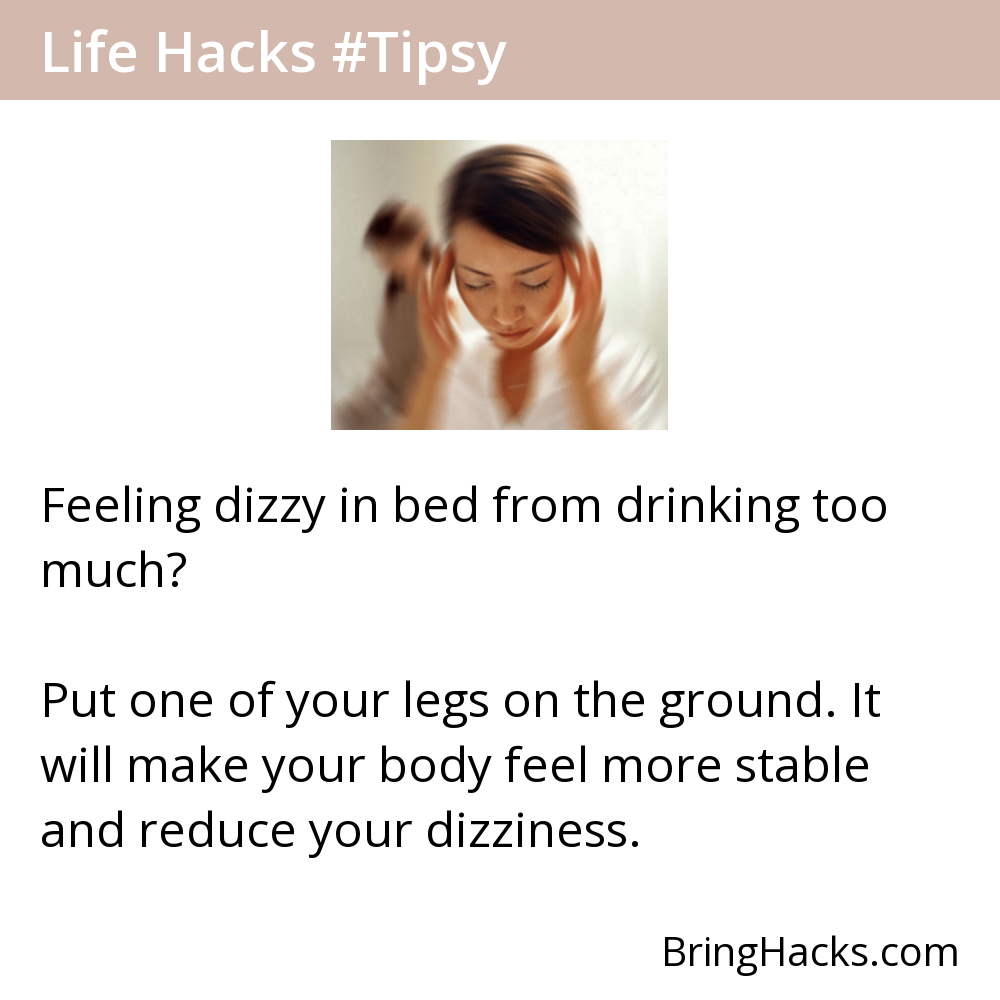 Life Hacks #Tipsy
Feeling dizzy in bed from drinking too
much?
Put one of your legs on the ground. It
will make your body feel more stable
and reduce your dizziness.
BringHacks.com